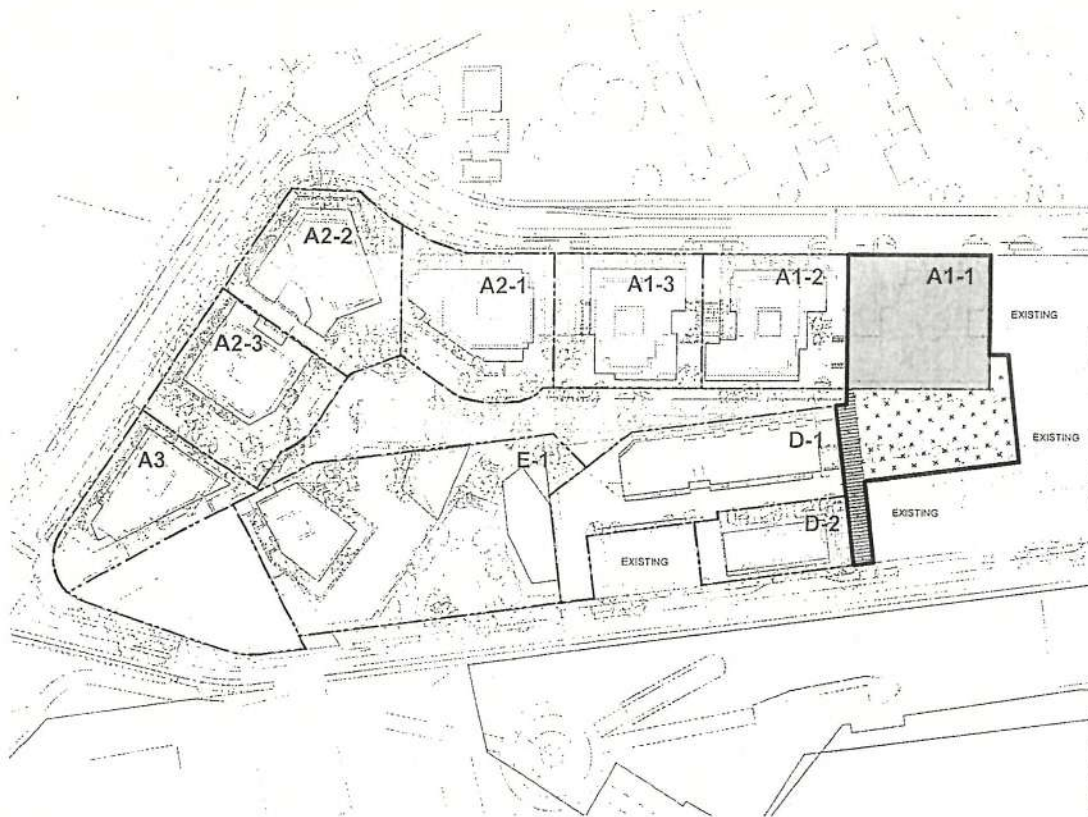 A2-2
A2-1
A1-3
A1-2
A1-1
EXISTING
A2-3
EXISTING
A3
E-1
D-1
EXISTING
D-2
EXISTING